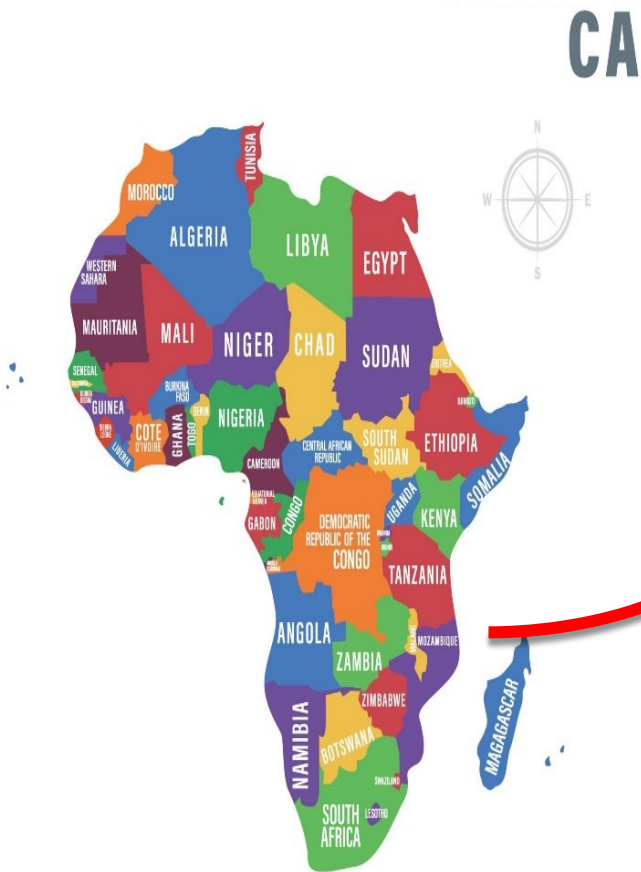 CA
N
W
E
S
TUNISIA
MOROCCO
ALGERIA
LIBYA
EGYPT
WESTERN
SAHARA
MAURITANIA
MALI
NIGER
CHAD
SUDAN
ERITREA
SENEGAL
BURKINA
FASO
DJIBOUTI
GUINEA
SIERRA
LEONE
LIBERIA
COTE
D'IVOIRE
GHANA
TOGO
BENIN
NIGERIA
CAMEROON
CENTRAL AFRICAN
REPUBLIC
SOUTH
SUDAN
ETHIOPIA
SOMALIA
EQUATORIAL
GUINEA
GABON
CONGO
DEMOCRATIC
REPUBLIC OF THE
CONGO
UGANDA
KENYA
TANZANIA
ANGOLA
ZAMBIA
MALAWI
MOZAMBIQUE
ZIMBABWE
NAMIBIA
BOTSWANA
MAGAGASCAR
SWAZILAND
LESOTHO
SOUTH
AFRICA